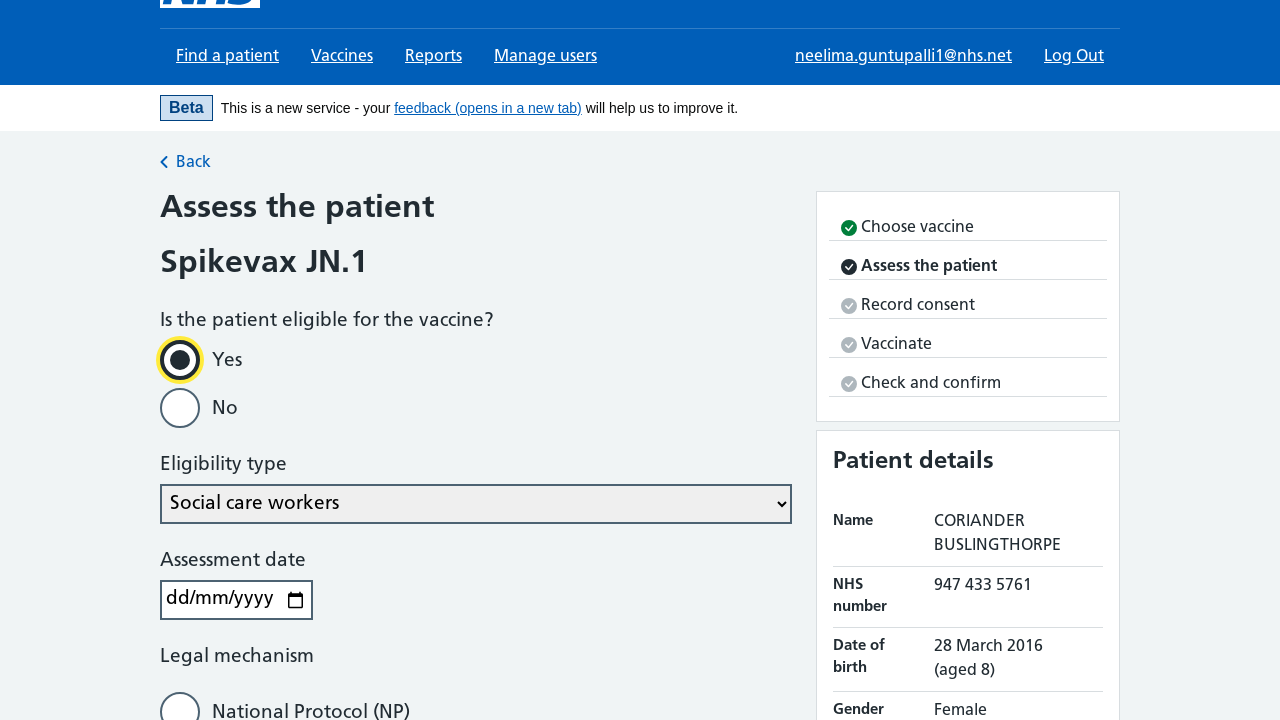 NHS
Find a patient
Vaccines
Reports
Manage users
neelima.guntupalli1@nhs.net
Log Out
Beta
This is a new service - your feedback (opens in a new tab) will help us to improve it.
Back
Assess the patient
Spikevax JN.1
Is the patient eligible for the vaccine?
Yes
No
Eligibility type
Social care workers
Assessment date
dd/mm/yyyy
Legal mechanism
National Protocol (NP)
Choose vaccine
Assess the patient
Record consent
Vaccinate
Check and confirm
Patient details
Name
CORIANDER
BUSLINGTHORPE
NHS
number
947 433 5761
Date of
birth
28 March 2016
(aged 8)
Gender
Female